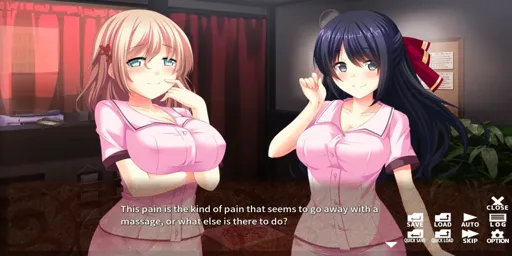 This pain is the kind of pain that seems to go away with a
massage, or what else is there to do?
CLOSE
SAVE
LOAD
AUTO
LOG
QUICK SAVE
QUICK LOAD
SKIP
OPTION